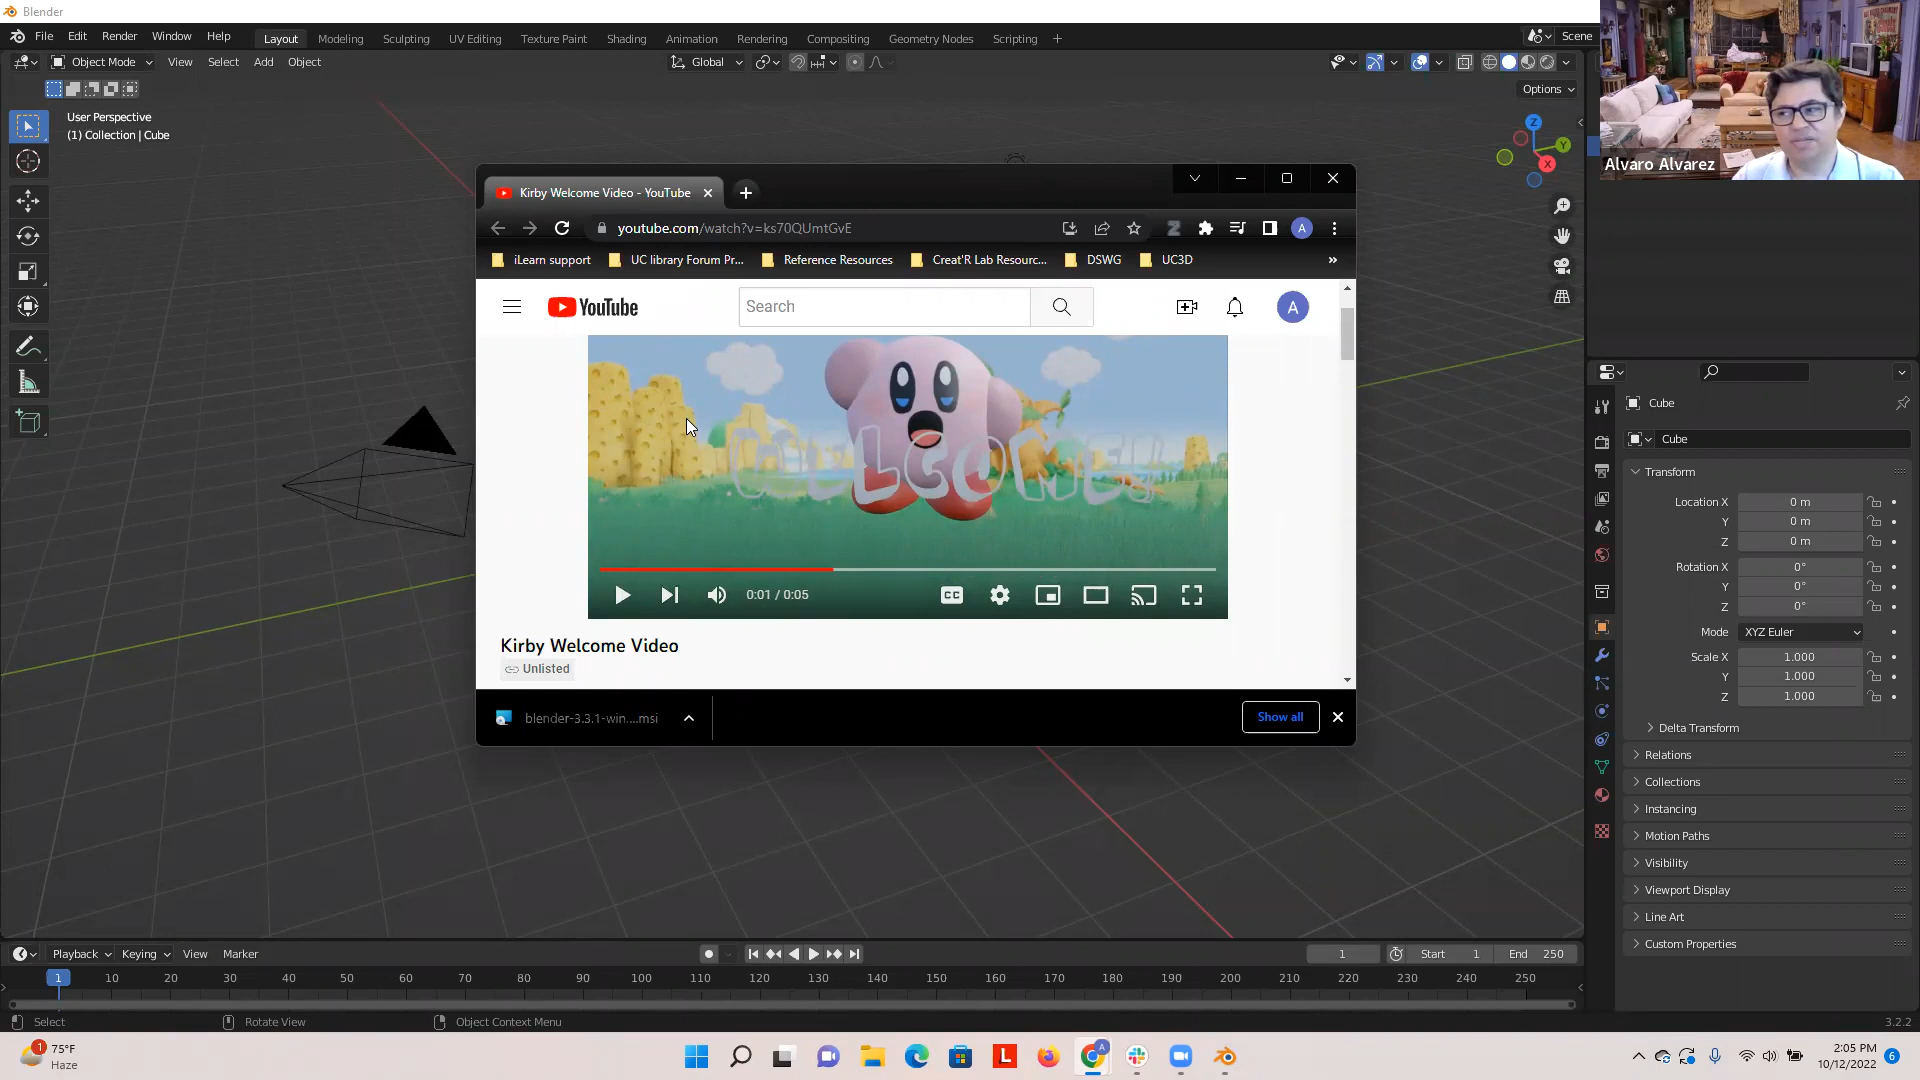 Blender
File Edit Render Window Help Layout Modeling Sculpting UV Editing Texture Paint Shading Animation Rendering Compositing Geometry Nodes Scripting + Scene
Object Mode View Select Add Object Global
Options
User Perspective
(1) Collection | Cube
Z
Y
X
Alvaro Alvarez
Kirby Welcome Video - YouTube
youtube.com/watch?v=ks70QUmtGvE
A
iLearn support UC library Forum Pr... Reference Resources Creat'R Lab Resourc... DSWG UC3D »
YouTube
Search
A
WELCOME!
0:01 / 0:05
CC
Kirby Welcome Video
Unlisted
blender-3.3.1-win....msi
Show all
Cube
Cube
Transform
Location X 0 m
Y 0 m
Z 0 m
Rotation X 0°
Y 0°
Z 0°
Mode XYZ Euler
Scale X 1.000
Y 1.000
Z 1.000
Delta Transform
Relations
Collections
Instancing
Motion Paths
Visibility
Viewport Display
Line Art
Custom Properties
Playback Keying View Marker 1 Start 1 End 250
1 10 20 30 40 50 60 70 80 90 100 110 120 130 140 150 160 170 180 190 200 210 220 230 240 250
Select Rotate View Object Context Menu 3.2.2
1
75°F
Haze
L
A
2:05 PM
10/12/2022
6